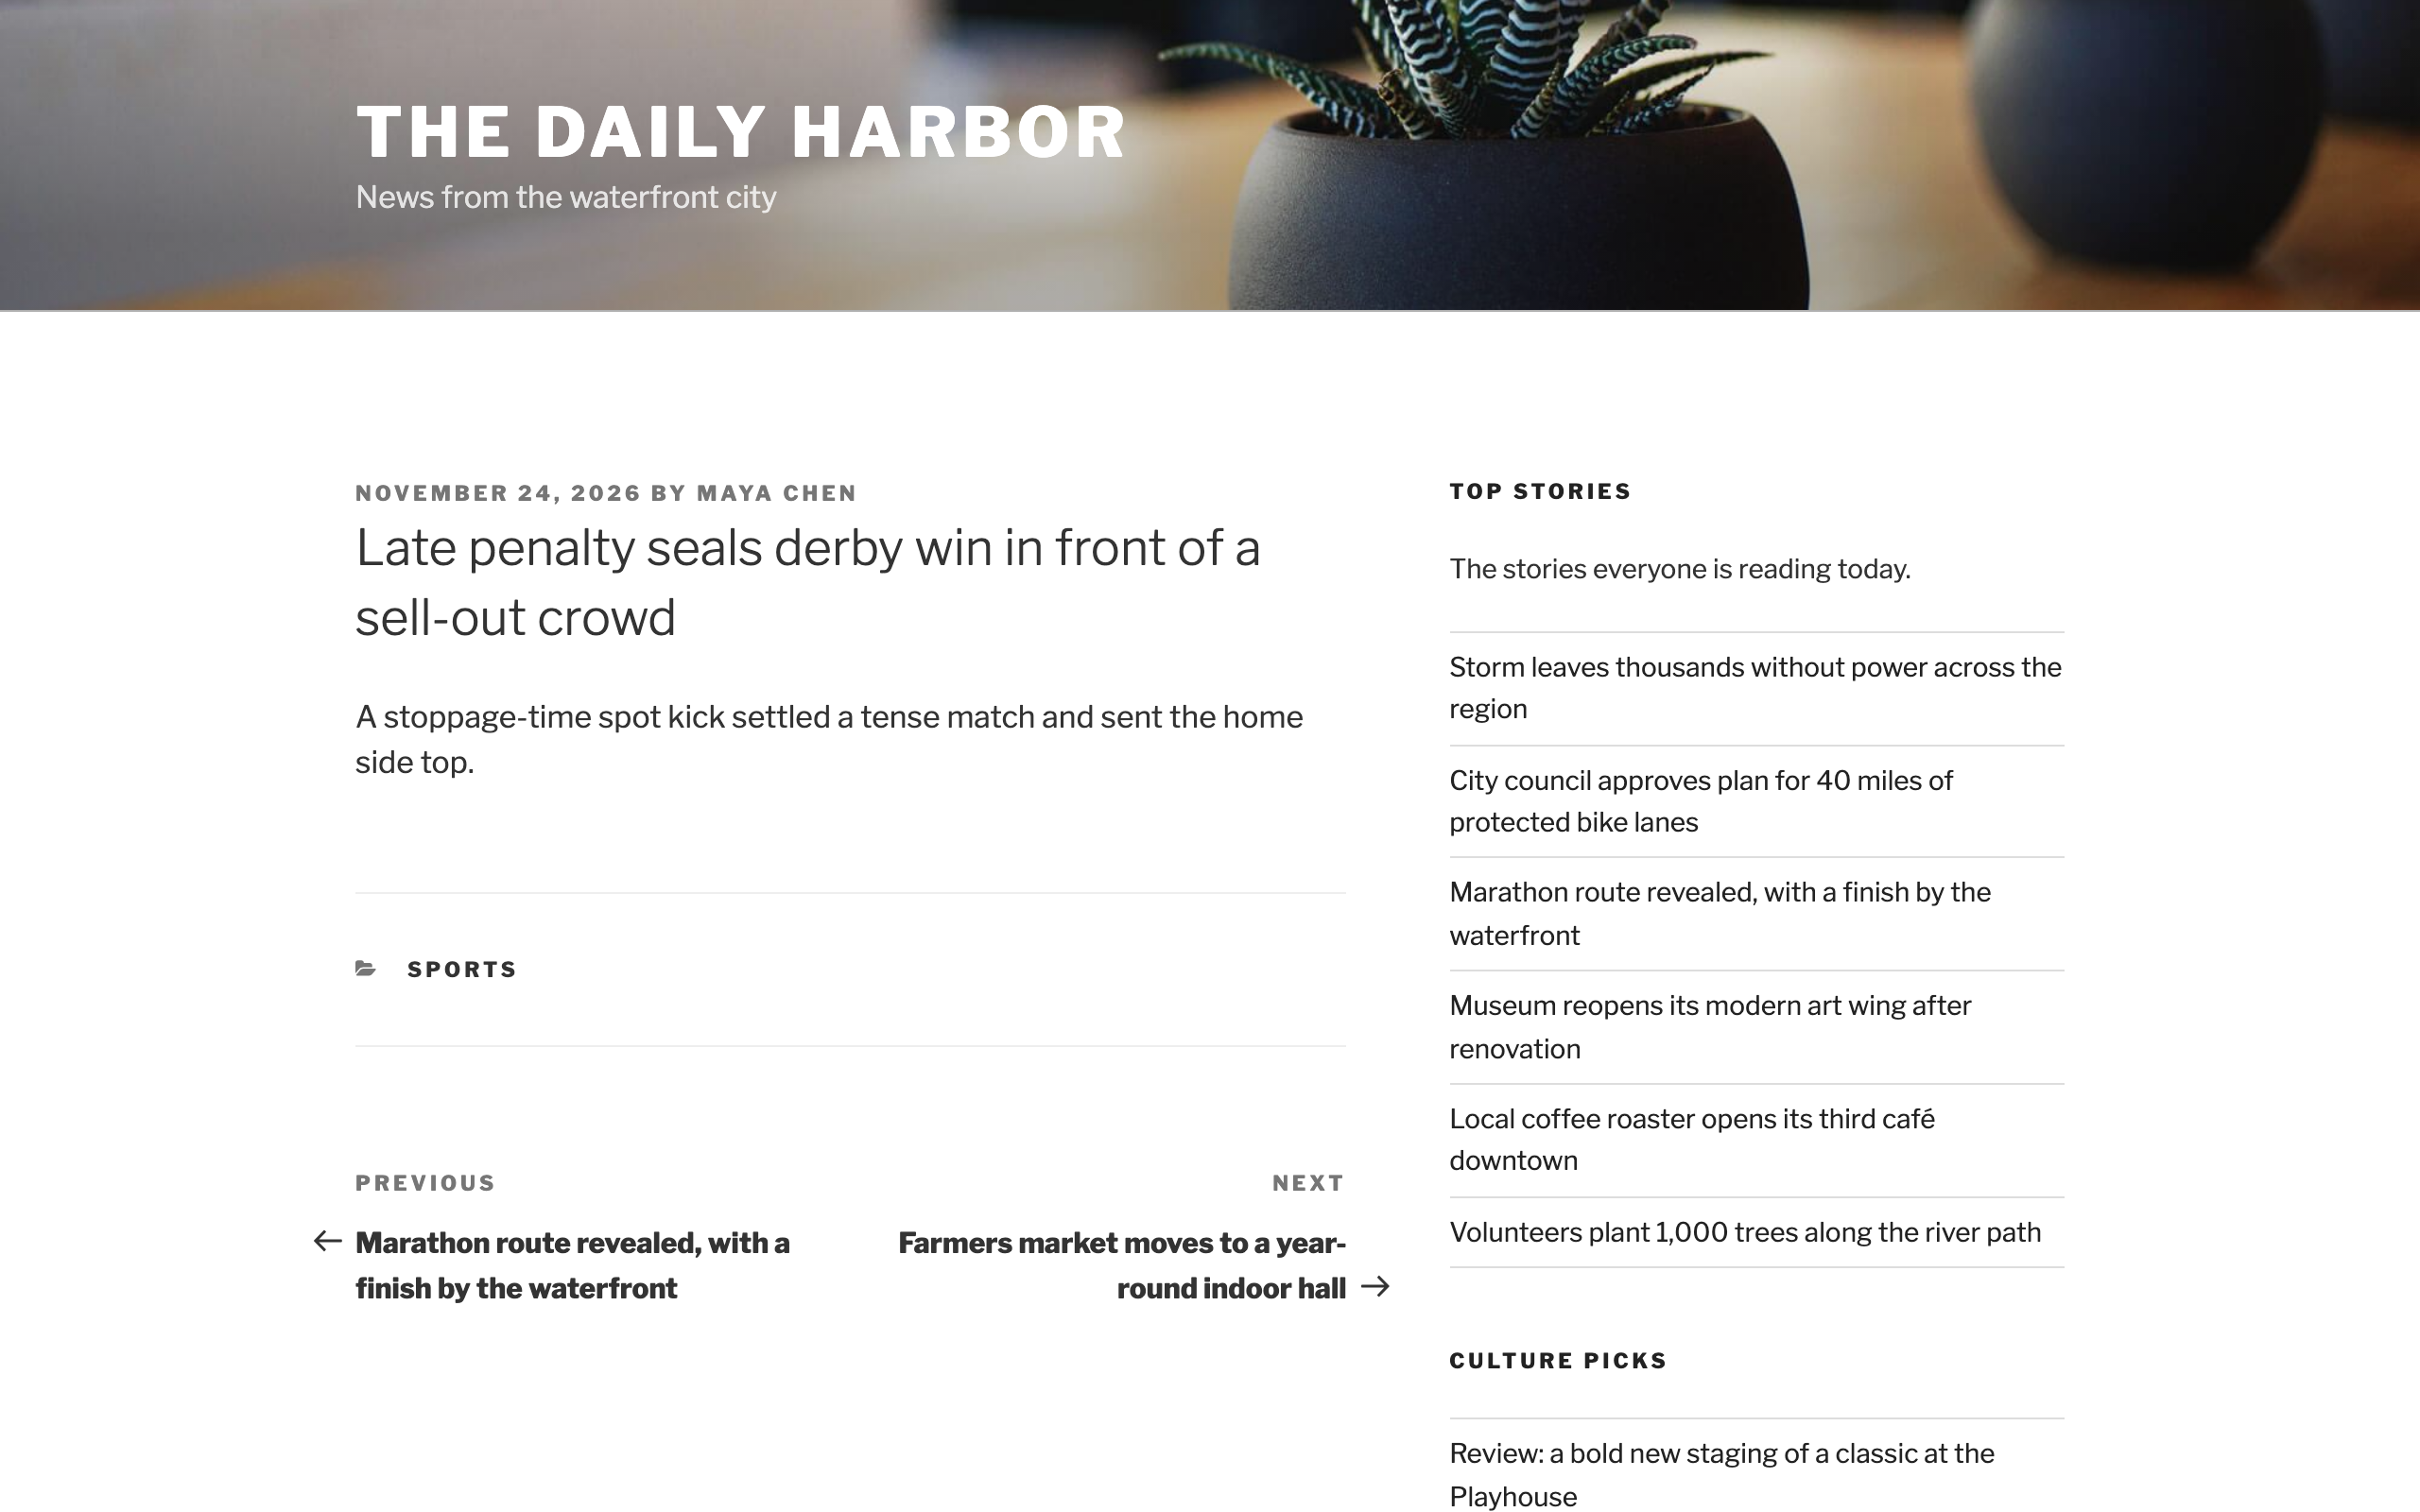 THE DAILY HARBOR
News from the waterfront city
NOVEMBER 24, 2026 BY MAYA CHEN
Late penalty seals derby win in front of a
sell-out crowd
A stoppage-time spot kick settled a tense match and sent the home
side top.
SPORTS
PREVIOUS
Marathon route revealed, with a
finish by the waterfront
NEXT
Farmers market moves to a year-
round indoor hall
TOP STORIES
The stories everyone is reading today.
Storm leaves thousands without power across the
region
City council approves plan for 40 miles of
protected bike lanes
Marathon route revealed, with a finish by the
waterfront
Museum reopens its modern art wing after
renovation
Local coffee roaster opens its third café
downtown
Volunteers plant 1,000 trees along the river path
CULTURE PICKS
Review: a bold new staging of a classic at the
Playhouse